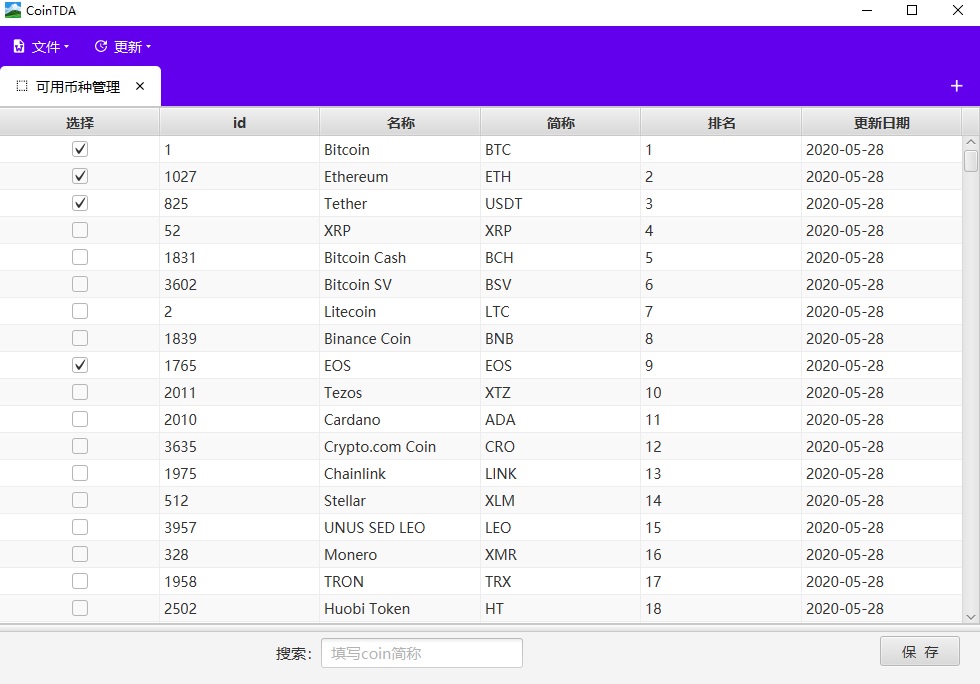 CoinTDA
文件 更新
可用币种管理
选择 id 名称 简称 排名 更新日期
1 Bitcoin BTC 1 2020-05-28
1027 Ethereum ETH 2 2020-05-28
825 Tether USDT 3 2020-05-28
52 XRP XRP 4 2020-05-28
1831 Bitcoin Cash BCH 5 2020-05-28
3602 Bitcoin SV BSV 6 2020-05-28
2 Litecoin LTC 7 2020-05-28
1839 Binance Coin BNB 8 2020-05-28
1765 EOS EOS 9 2020-05-28
2011 Tezos XTZ 10 2020-05-28
2010 Cardano ADA 11 2020-05-28
3635 Crypto.com Coin CRO 12 2020-05-28
1975 Chainlink LINK 13 2020-05-28
512 Stellar XLM 14 2020-05-28
3957 UNUS SED LEO LEO 15 2020-05-28
328 Monero XMR 16 2020-05-28
1958 TRON TRX 17 2020-05-28
2502 Huobi Token HT 18 2020-05-28
搜索: 填写coin简称 保 存